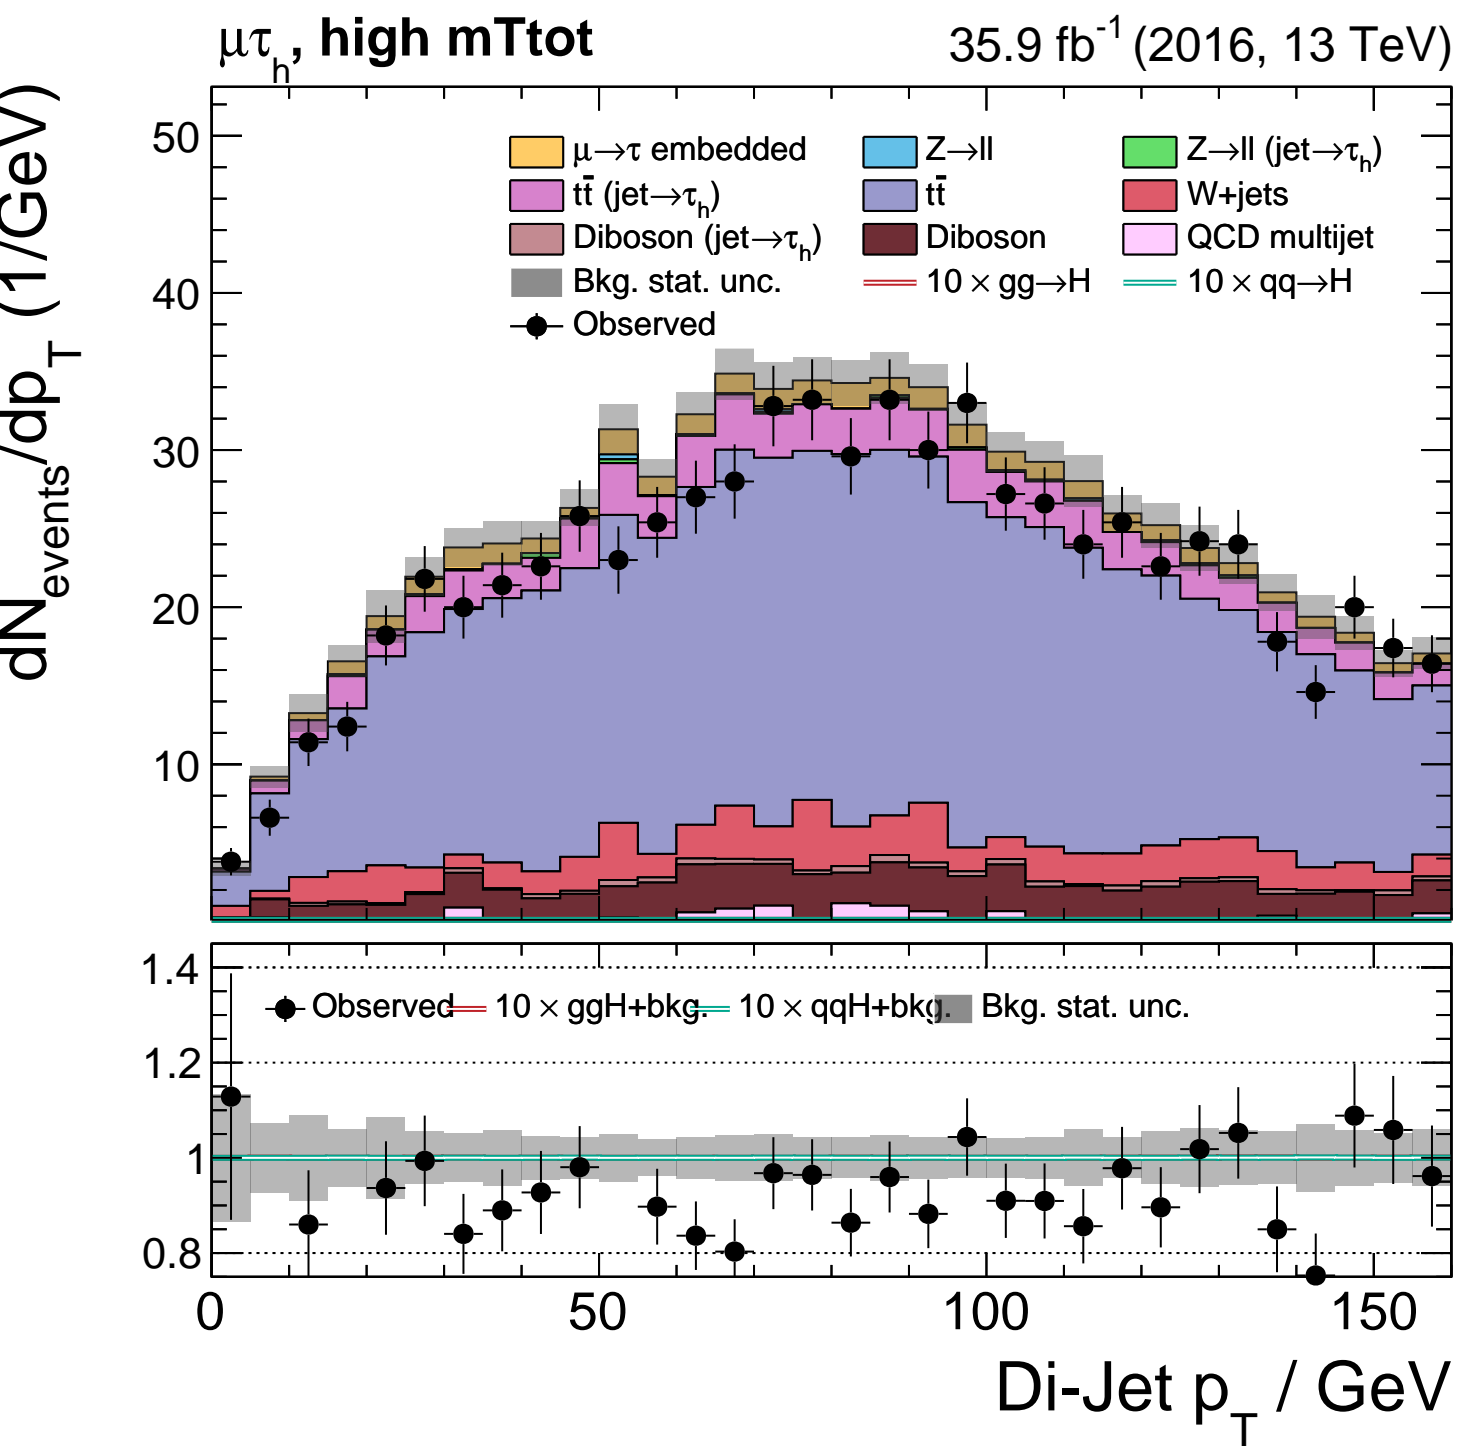 μτh, high mTtot 35.9 fb-1 (2016, 13 TeV)
dNevents/dpT (1/GeV)
50
40
30
20
10
μ→τ embedded Z→ll Z→ll (jet→τh)
tt̄ (jet→τh) tt̄ W+jets
Diboson (jet→τh) Diboson QCD multijet
Bkg. stat. unc. 10 × gg→H 10 × qq→H
Observed
1.4
1.2
1
0.8
Observed 10 × ggH+bkg. 10 × qqH+bkg. Bkg. stat. unc.
0 50 100 150
Di-Jet pT / GeV